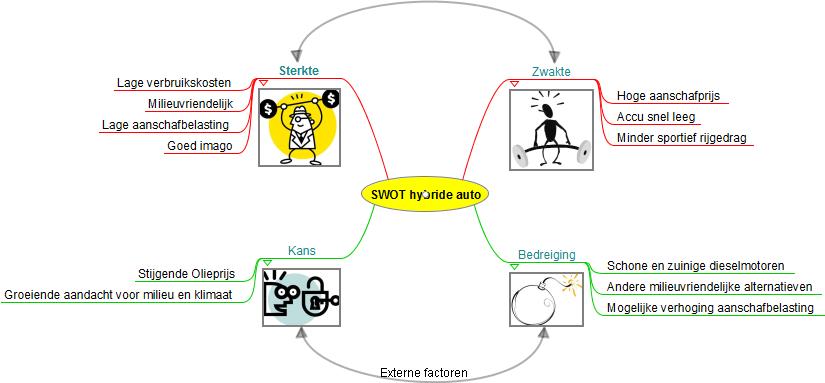 Sterkte
Lage verbruikskosten
Milieuvriendelijk
Lage aanschafbelasting
Goed imago
$
$
Zwakte
Hoge aanschafprijs
Accu snel leeg
Minder sportief rijgedrag
SWOT hybride auto
Kans
Stijgende Olieprijs
Groeiende aandacht voor milieu en klimaat
Bedreiging
Schone en zuinige dieselmotoren
Andere milieuvriendelijke alternatieven
Mogelijke verhoging aanschafbelasting
Externe factoren